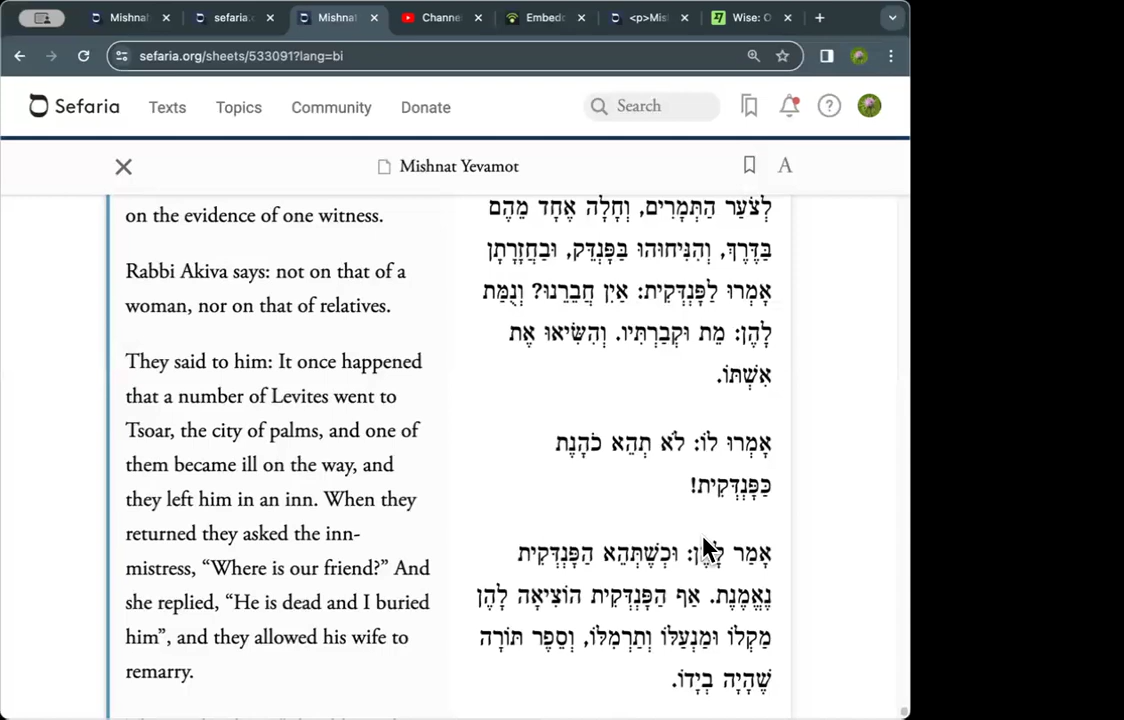 Mishna
sefaria.
Mishnat
Channe
Embed
<p>Mis
Wise: O
sefaria.org/sheets/533091?lang=bi
Sefaria
Texts
Topics
Community
Donate
Search
Mishnat Yevamot
A
on the evidence of one witness.
Rabbi Akiva says: not on that of a
woman, nor on that of relatives.
They said to him: It once happened
that a number of Levites went to
Tsoar, the city of palms, and one of
them became ill on the way, and
they left him in an inn. When they
returned they asked the inn-
mistress, “Where is our friend?” And
she replied, “He is dead and I buried
him”, and they allowed his wife to
remarry.
לְצֹעַר הַתְּמָרִים, וְחָלָה אֶחָד מֵהֶם
בַּדֶּרֶךְ, וְהִנִּיחוּהוּ בַּפָּנְדֵּק, וּבַחֲזָרָתָן
אָמְרוּ לַפָּנְדְּקִית: אַיִן חֲבֵרֵנוּ? וְנֻמַּת
לָהֶן: מֵת וּקְבַרְתִּיו. וְהִשִּׂיאוּ אֶת
אִשְׁתּוֹ.
אָמְרוּ לוֹ: לֹא תְהֵא כֹהָנֶת
כַּפָּנְדְּקִית!
אָמַר לָהֶן: וּכְשֶׁתְּהֵא הַפָּנְדְּקִית
נֶאֱמֶנֶת. אַף הַפָּנְדְּקִית הוֹצִיאָה לָהֶן
מַקְלוֹ וּמַנְעַלּוֹ וְתַרְמִלּוֹ, וְסֵפֶר תּוֹרָה
שֶׁהָיָה בְיָדוֹ.